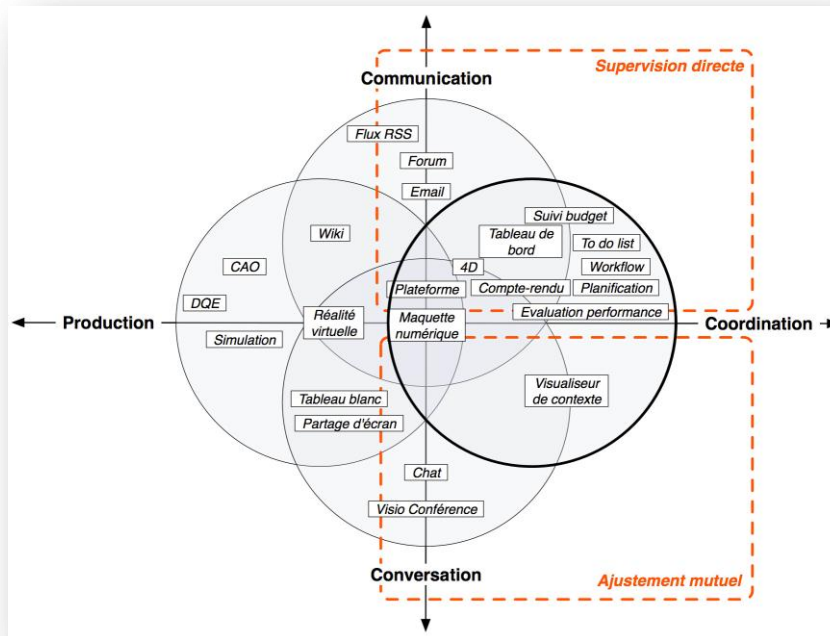 Supervision directe
Communication
Flux RSS
Forum
Email
Suivi budget
Wiki
Tableau de
bord
To do list
CAO
4D
Workflow
Plateforme
Compte-rendu
Planification
DQE
Réalité
virtuelle
Maquette
numérique
Evaluation performance
Production
Coordination
Simulation
Visualiseur
de contexte
Tableau blanc
Partage d'écran
Chat
Visio Conférence
Conversation
Ajustement mutuel